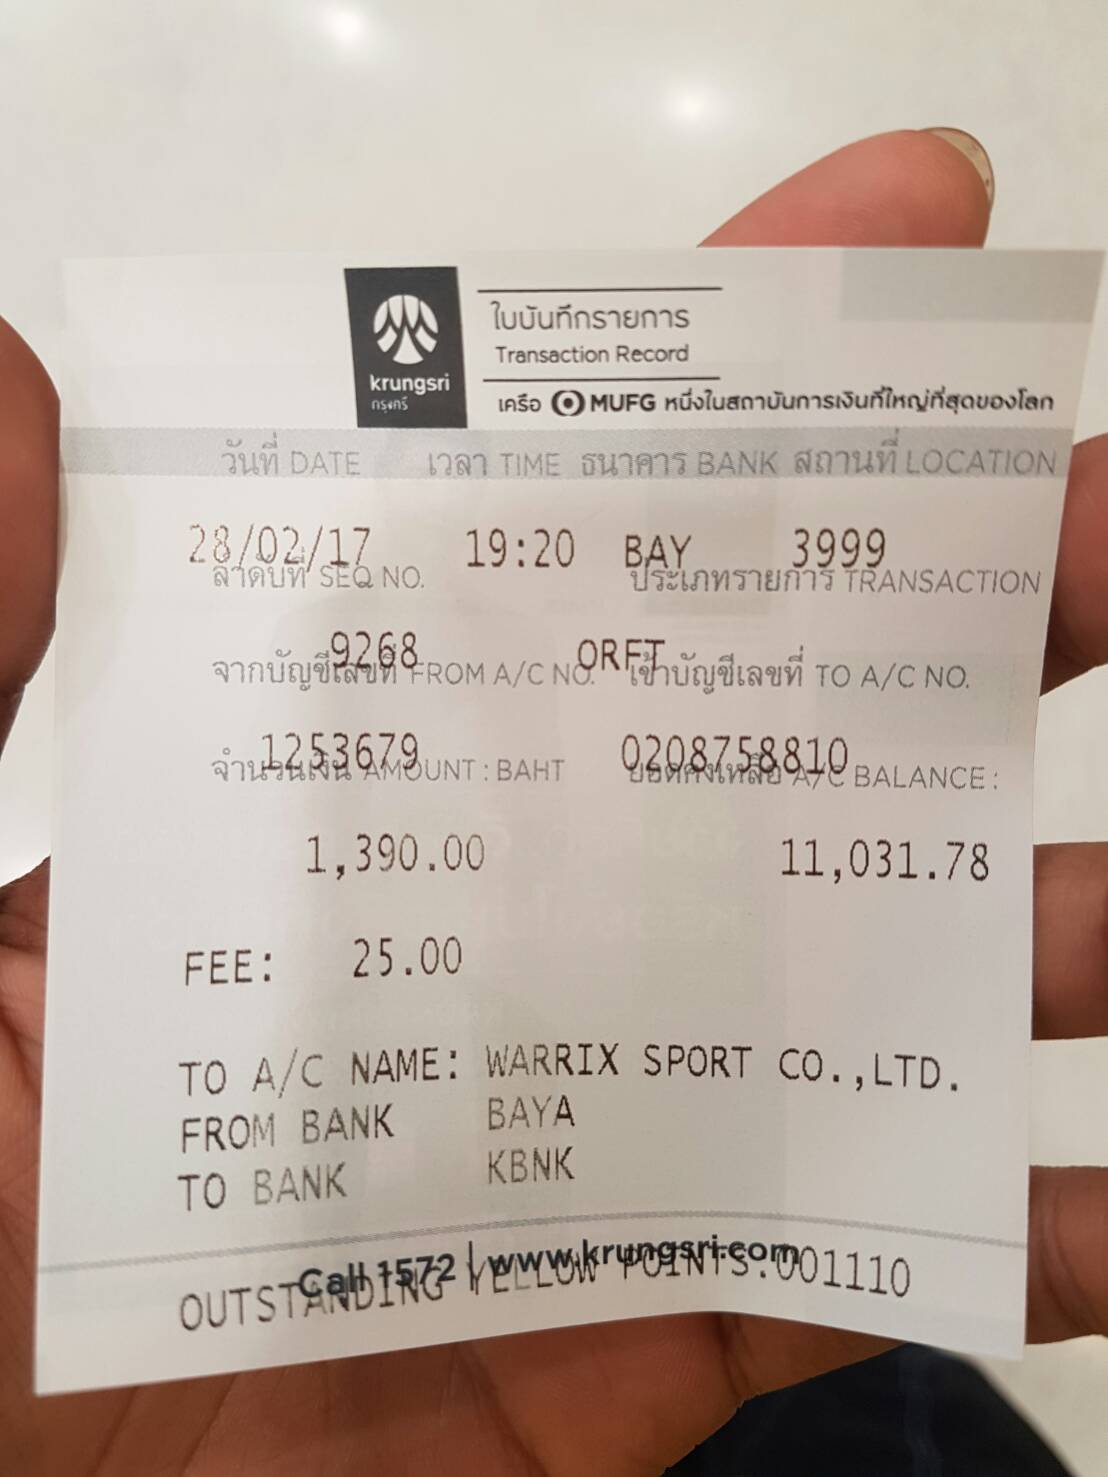 krungsri
กรุงศรี
ใบบันทึกรายการ
Transaction Record
เครือ MUFG หนึ่งในสถาบันการเงินที่ใหญ่ที่สุดของโลก
วันที่ DATE เวลา TIME ธนาคาร BANK สถานที่ LOCATION
28/02/17 19:20 BAY 3999
ลำดับที่ SEQ NO. ประเภทรายการ TRANSACTION
9268 ORFT
จากบัญชีเลขที่ FROM A/C NO. เข้าบัญชีเลขที่ TO A/C NO.
1253679 0208758810
จำนวนเงิน AMOUNT : BAHT ยอดคงเหลือ A/C BALANCE :
1,390.00 11,031.78
FEE: 25.00
TO A/C NAME: WARRIX SPORT CO.,LTD.
FROM BANK BAYA
TO BANK KBNK
Call 1572 | www.krungsri.com
OUTSTANDING YELLOW POINTS:001110